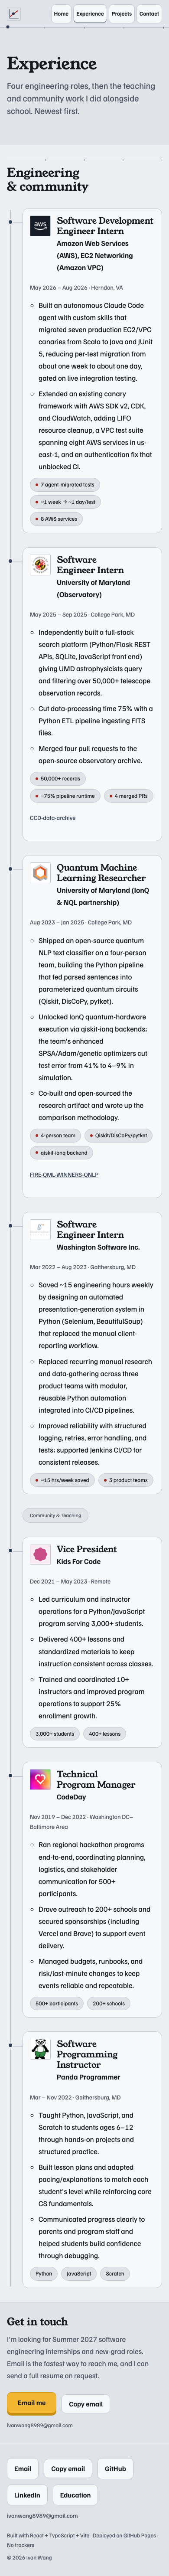 Home
Experience
Projects
Contact
Experience
Four engineering roles, then the teaching
and community work I did alongside
school. Newest first.
Engineering
& community
Software Development
Engineer Intern
Amazon Web Services
(AWS), EC2 Networking
(Amazon VPC)
May 2026 – Aug 2026 · Herndon, VA
Built an autonomous Claude Code
agent with custom skills that
migrated seven production EC2/VPC
canaries from Scala to Java and JUnit
5, reducing per-test migration from
about one week to about one day,
gated on live integration testing.
Extended an existing canary
framework with AWS SDK v2, CDK,
and CloudWatch, adding LIFO
resource cleanup, a VPC test suite
spanning eight AWS services in us-
east-1, and an authentication fix that
unblocked CI.
7 agent-migrated tests
~1 week → ~1 day/test
8 AWS services
Software
Engineer Intern
University of Maryland
(Observatory)
May 2025 – Sep 2025 · College Park, MD
Independently built a full-stack
search platform (Python/Flask REST
APIs, SQLite, JavaScript front end)
giving UMD astrophysicists query
and filtering over 50,000+ telescope
observation records.
Cut data-processing time 75% with a
Python ETL pipeline ingesting FITS
files.
Merged four pull requests to the
open-source observatory archive.
50,000+ records
−75% pipeline runtime
4 merged PRs
CCD-data-archive
Quantum Machine
Learning Researcher
University of Maryland (IonQ
& NQL partnership)
Aug 2023 – Jan 2025 · College Park, MD
Shipped an open-source quantum
NLP text classifier on a four-person
team, building the Python pipeline
that fed parsed sentences into
parameterized quantum circuits
(Qiskit, DisCoPy, pytket).
Unlocked IonQ quantum-hardware
execution via qiskit-ionq backends;
the team's enhanced
SPSA/Adam/genetic optimizers cut
test error from 41% to 4–9% in
simulation.
Co-built and open-sourced the
research artifact and wrote up the
comparison methodology.
4-person team
Qiskit/DisCoPy/pytket
qiskit-ionq backend
FIRE-QML-WINNERS-QNLP
Software
Engineer Intern
Washington Software Inc.
Mar 2022 – Aug 2023 · Gaithersburg, MD
Saved ~15 engineering hours weekly
by designing an automated
presentation-generation system in
Python (Selenium, BeautifulSoup)
that replaced the manual client-
reporting workflow.
Replaced recurring manual research
and data-gathering across three
product teams with modular,
reusable Python automation
integrated into CI/CD pipelines.
Improved reliability with structured
logging, retries, error handling, and
tests; supported Jenkins CI/CD for
consistent releases.
~15 hrs/week saved
3 product teams
Community & Teaching
Vice President
Kids For Code
Dec 2021 – May 2023 · Remote
Led curriculum and instructor
operations for a Python/JavaScript
program serving 3,000+ students.
Delivered 400+ lessons and
standardized materials to keep
instruction consistent across classes.
Trained and coordinated 10+
instructors and improved program
operations to support 25%
enrollment growth.
3,000+ students
400+ lessons
Technical
Program Manager
CodeDay
Nov 2019 – Dec 2022 · Washington DC–
Baltimore Area
Ran regional hackathon programs
end-to-end, coordinating planning,
logistics, and stakeholder
communication for 500+
participants.
Drove outreach to 200+ schools and
secured sponsorships (including
Vercel and Brave) to support event
delivery.
Managed budgets, runbooks, and
risk/last-minute changes to keep
events reliable and repeatable.
500+ participants
200+ schools
Software
Programming
Instructor
Panda Programmer
Mar – Nov 2022 · Gaithersburg, MD
Taught Python, JavaScript, and
Scratch to students ages 6–12
through hands-on projects and
structured practice.
Built lesson plans and adapted
pacing/explanations to match each
student's level while reinforcing core
CS fundamentals.
Communicated progress clearly to
parents and program staff and
helped students build confidence
through debugging.
Python
JavaScript
Scratch
Get in touch
I'm looking for Summer 2027 software
engineering internships and new-grad roles.
Email is the fastest way to reach me, and I can
send a full resume on request.
Email me
Copy email
ivanwang8989@gmail.com
Email
Copy email
GitHub
LinkedIn
Education
ivanwang8989@gmail.com
Built with React + TypeScript + Vite · Deployed on GitHub Pages ·
No trackers
© 2026 Ivan Wang